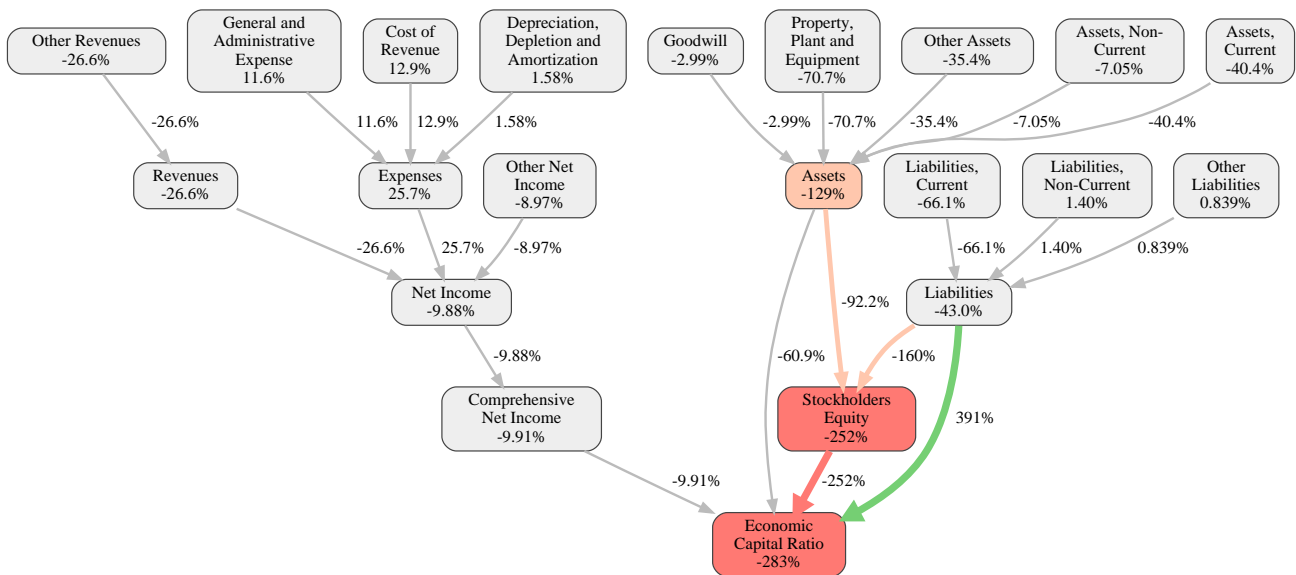 Other Revenues
-26.6%
General and
Administrative
Expense
11.6%
Cost of
Revenue
12.9%
Depreciation,
Depletion and
Amortization
1.58%
Goodwill
-2.99%
Property,
Plant and
Equipment
-70.7%
Other Assets
-35.4%
Assets, Non-
Current
-7.05%
Assets,
Current
-40.4%
-26.6%
11.6%
12.9%
1.58%
-2.99%
-70.7%
-35.4%
-7.05%
-40.4%
Revenues
-26.6%
Expenses
25.7%
Other Net
Income
-8.97%
Assets
-129%
Liabilities,
Current
-66.1%
Liabilities,
Non-Current
1.40%
Other
Liabilities
0.839%
-26.6%
25.7%
-8.97%
-66.1%
1.40%
0.839%
Net Income
-9.88%
-92.2%
Liabilities
-43.0%
-9.88%
-60.9%
-160%
Comprehensive
Net Income
-9.91%
Stockholders
Equity
-252%
391%
-9.91%
-252%
Economic
Capital Ratio
-283%